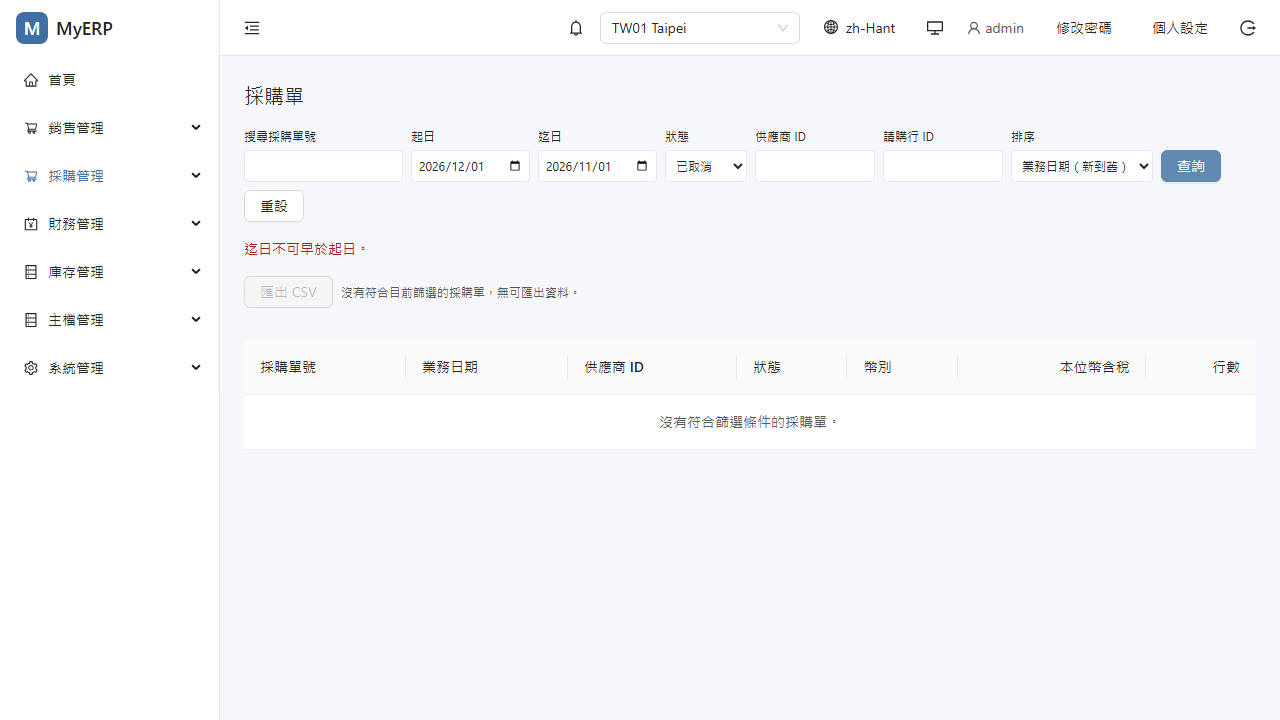 M MyERP
TW01 Taipei
zh-Hant
admin
修改密碼
個人設定
首頁
銷售管理
採購管理
財務管理
庫存管理
主檔管理
系統管理
採購單
搜尋採購單號 起日 迄日 狀態 供應商 ID 請購行 ID 排序
2026/12/01 2026/11/01 已取消 業務日期（新到舊） 查詢
重設
迄日不可早於起日。
匯出 CSV 沒有符合目前篩選的採購單，無可匯出資料。
採購單號 業務日期 供應商 ID 狀態 幣別 本位幣含稅 行數
沒有符合篩選條件的採購單。